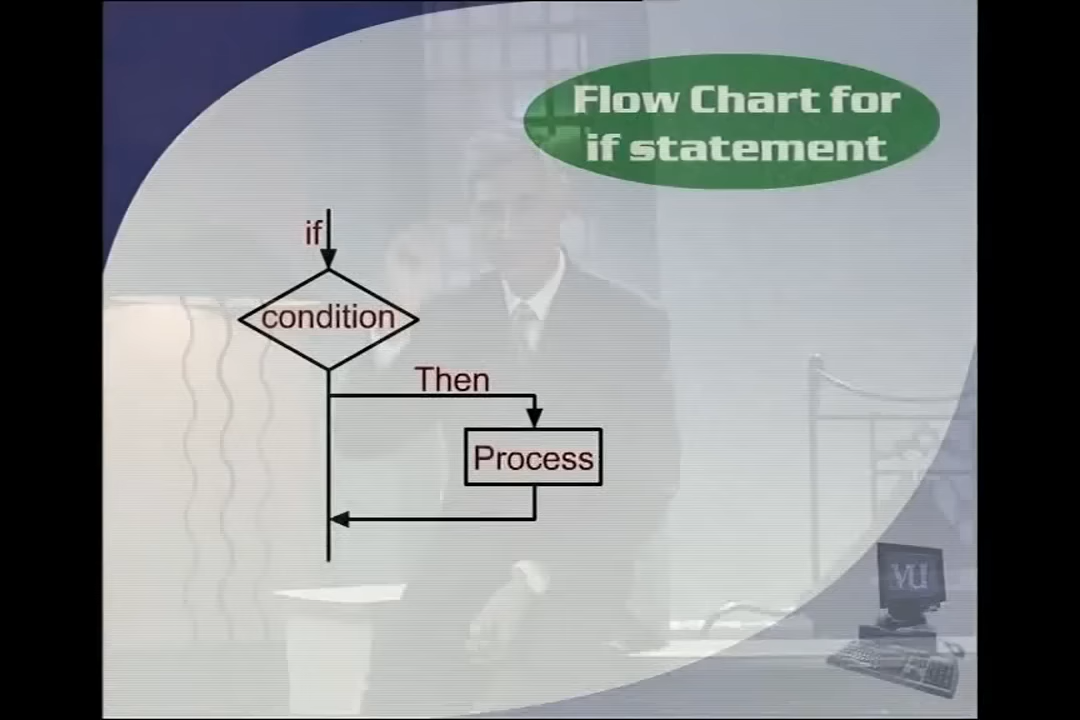 Flow Chart for
if statement
if
condition
Then
Process
VU